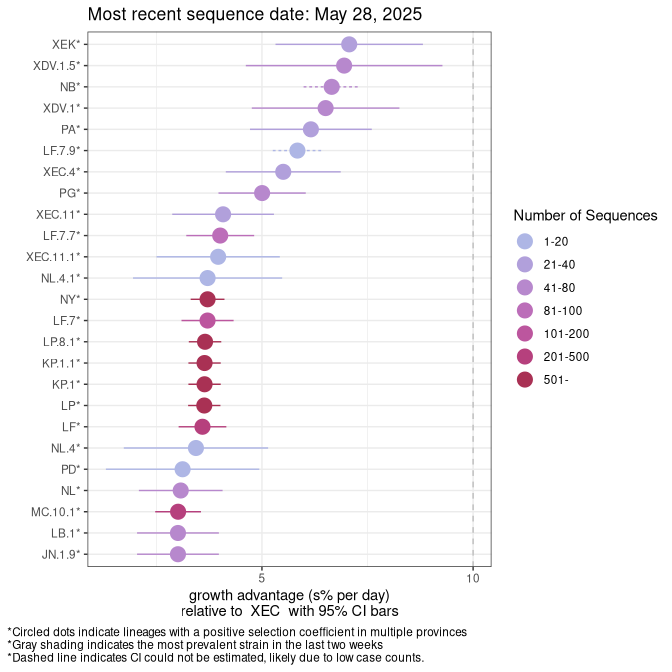 Most recent sequence date: May 28, 2025
XEK*
XDV.1.5*
NB*
XDV.1*
PA*
LF.7.9*
XEC.4*
PG*
XEC.11*
LF.7.7*
XEC.11.1*
NL.4.1*
NY*
LF.7*
LP.8.1*
KP.1.1*
KP.1*
LP*
LF*
NL.4*
PD*
NL*
MC.10.1*
LB.1*
JN.1.9*
5
10
growth advantage (s% per day)
relative to XEC with 95% CI bars
Number of Sequences
1-20
21-40
41-80
81-100
101-200
201-500
501-
*Circled dots indicate lineages with a positive selection coefficient in multiple provinces
*Gray shading indicates the most prevalent strain in the last two weeks
*Dashed line indicates CI could not be estimated, likely due to low case counts.